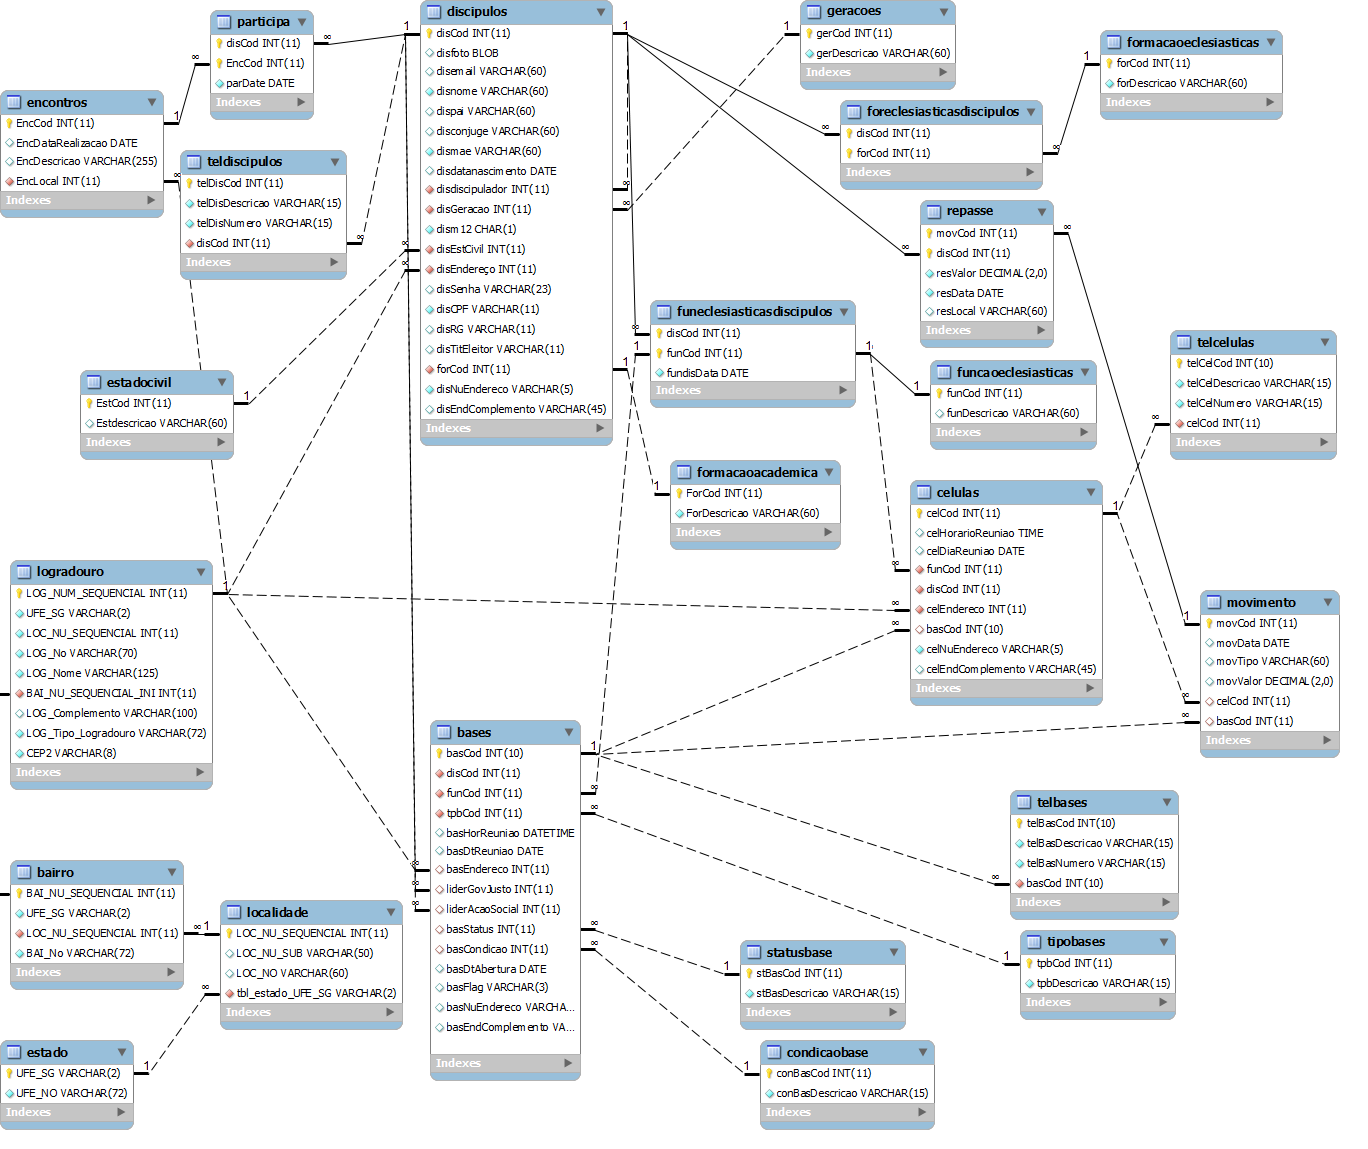 participa
disCod INT(11)
EncCod INT(11)
parDate DATE
Indexes
encontros
EncCod INT(11)
EncDataRealizacao DATE
EncDescricao VARCHAR(255)
EncLocal INT(11)
Indexes
teldiscipulos
telDisCod INT(11)
telDisDescricao VARCHAR(15)
telDisNumero VARCHAR(15)
disCod INT(11)
Indexes
discipulos
disCod INT(11)
disfoto BLOB
disemail VARCHAR(60)
disnome VARCHAR(60)
dispai VARCHAR(60)
disconjuge VARCHAR(60)
dismae VARCHAR(60)
disdatanascimento DATE
disdiscipulador INT(11)
disGeracao INT(11)
dism12 CHAR(1)
disEstCivil INT(11)
disEndereço INT(11)
disSenha VARCHAR(23)
disCPF VARCHAR(11)
disRG VARCHAR(11)
disTitEleitor VARCHAR(11)
forCod INT(11)
disNuEndereco VARCHAR(5)
disEndComplemento VARCHAR(45)
Indexes
geracoes
gerCod INT(11)
gerDescricao VARCHAR(60)
Indexes
formacaoeclesiasticas
forCod INT(11)
forDescricao VARCHAR(60)
Indexes
foreclesiasticasdiscipulos
disCod INT(11)
forCod INT(11)
Indexes
repasse
movCod INT(11)
disCod INT(11)
resValor DECIMAL(2,0)
resData DATE
resLocal VARCHAR(60)
Indexes
funeclesiasticasdiscipulos
disCod INT(11)
funCod INT(11)
fundisData DATE
Indexes
funcaoeclesiasticas
funCod INT(11)
funDescricao VARCHAR(60)
Indexes
telcelulas
telCelCod INT(10)
telCelDescricao VARCHAR(15)
telCelNumero VARCHAR(15)
celCod INT(11)
Indexes
estadocivil
EstCod INT(11)
Estdescricao VARCHAR(60)
Indexes
formacaoacademica
ForCod INT(11)
ForDescricao VARCHAR(60)
Indexes
celulas
celCod INT(11)
celHorarioReuniao TIME
celDiaReuniao DATE
funCod INT(11)
disCod INT(11)
celEndereco INT(11)
basCod INT(10)
celNuEndereco VARCHAR(5)
celEndComplemento VARCHAR(45)
Indexes
logradouro
LOG_NUM_SEQUENCIAL INT(11)
UFE_SG VARCHAR(2)
LOC_NU_SEQUENCIAL INT(11)
LOG_No VARCHAR(70)
LOG_Nome VARCHAR(125)
BAI_NU_SEQUENCIAL_INI INT(11)
LOG_Complemento VARCHAR(100)
LOG_Tipo_Logradouro VARCHAR(72)
CEP2 VARCHAR(8)
Indexes
movimento
movCod INT(11)
movData DATE
movTipo VARCHAR(60)
movValor DECIMAL(2,0)
celCod INT(11)
basCod INT(11)
Indexes
bases
basCod INT(10)
disCod INT(11)
funCod INT(11)
tpbCod INT(11)
basHorReuniao DATETIME
basDtReuniao DATE
basEndereco INT(11)
liderGovJusto INT(11)
liderAcaoSocial INT(11)
basStatus INT(11)
basCondicao INT(11)
basDtAbertura DATE
basFlag VARCHAR(3)
basNuEndereco VARCHA...
basEndComplemento VA...
Indexes
telbases
telBasCod INT(10)
telBasDescricao VARCHAR(15)
telBasNumero VARCHAR(15)
basCod INT(10)
Indexes
bairro
BAI_NU_SEQUENCIAL INT(11)
UFE_SG VARCHAR(2)
LOC_NU_SEQUENCIAL INT(11)
BAI_No VARCHAR(72)
Indexes
localidade
LOC_NU_SEQUENCIAL INT(11)
LOC_NU_SUB VARCHAR(50)
LOC_NO VARCHAR(60)
tbl_estado_UFE_SG VARCHAR(2)
Indexes
tipobases
tpbCod INT(11)
tpbDescricao VARCHAR(15)
Indexes
statusbase
stBasCod INT(11)
stBasDescricao VARCHAR(15)
Indexes
estado
UFE_SG VARCHAR(2)
UFE_NO VARCHAR(72)
Indexes
condicaobase
conBasCod INT(11)
conBasDescricao VARCHAR(15)
Indexes